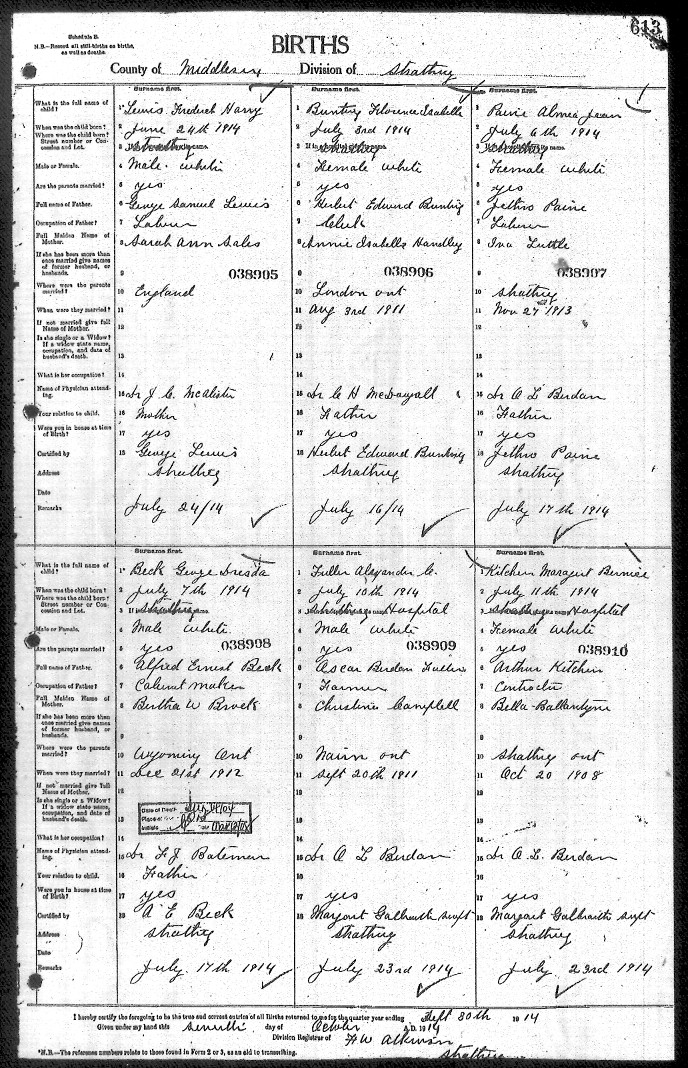 613
Schedule B.
N.B.—Record all still-births as births, as well as deaths.
BIRTHS
County of Middlesex Division of Strathroy
Surname first.
Surname first.
Surname first.
What is the full name of child?
1 Lewis Frederick Harry
1 Bunting Florence Isabella
1 Paine Almea Jean
When was the child born?
2 June 24th 1914
2 July 3rd 1914
2 July 6th 1914
Where was the child born? Street number or Concession and Lot.
3 Strathroy
3 Strathroy
3 Strathroy
Male or Female.
4 Male white
4 Female white
4 Female white
Are the parents married?
5 yes
5 yes
5 yes
Full name of Father.
6 George Samuel Lewis
6 Herbert Edward Bunting
6 Jethro Paine
Occupation of Father?
7 Labour
7 Clerk
7 Laborer
Full Maiden Name of Mother.
8 Sarah Ann Sales
8 Annie Isabella Handley
8 Ina Luttle
If she has been more than once married give names of former husband, or husbands.
9 038905
9 038906
9 038907
Where were the parents married?
10 England
10 London ont
10 Strathroy
When were they married?
11
11 Aug 3rd 1911
11 Nov 27 1913
If not married give full Name of Mother.
12
12
12
Is she single or a Widow? If a widow state name, occupation, and date of husband's death.
13
13
13
What is her occupation?
14
14
14
Name of Physician attending.
15 Dr J C McAlister
15 Dr C H McDougall
15 Dr O L Berdan
Your relation to child.
16 Mother
16 Father
16 Father
Were you in house at time of Birth?
17 yes
17 yes
17 yes
Certified by
18 George Lewis
18 Herbert Edward Bunting
18 Jethro Paine
Address
Strathroy
Strathroy
Strathroy
Date
Remarks
July 24/14
July 16/14
July 17th 1914
Surname first.
Surname first.
Surname first.
What is the full name of child?
1 Beck George Dresda
1 Fuller Alexander C.
1 Kitchen Margaret Bernice
When was the child born?
2 July 7th 1914
2 July 10th 1914
2 July 11th 1914
Where was the child born? Street number or Concession and Lot.
3 Strathroy
3 Strathroy Hospital
3 Strathroy Hospital
Male or Female.
4 Male white
4 Male white
4 Female white
038908
038909
038910
Are the parents married?
5 yes
5 yes
5 yes
Full name of Father.
6 Alfred Ernest Beck
6 Oscar Berdan Fuller
6 Arthur Kitchen
Occupation of Father?
7 Cabinet maker
7 Farmer
7 Contractor
Full Maiden Name of Mother.
8 Bertha W Brock
8 Christine Campbell
8 Bella Ballantyne
If she has been more than once married give names of former husband, or husbands.
9
9
9
Where were the parents married?
10 Wyoming Ont
10 Nairn ont
10 Strathroy ont
When were they married?
11 Dec 21st 1912
11 Sept 20th 1911
11 Oct 20 1908
If not married give full Name of Mother.
12
12
12
Is she single or a Widow? If a widow state name, occupation, and date of husband's death.
13 Date of Death
Place of
Initials
13
13
What is her occupation?
14
14
14
Name of Physician attending.
15 Dr F J Bateman
15 Dr O L Berdan
15 Dr O. L. Berdan
Your relation to child.
16 Father
16
16
Were you in house at time of Birth?
17 yes
17 yes
17 yes
Certified by
18 A E Beck
18 Margaret Galbraith supt
18 Margaret Galbraith supt
Address
Strathroy
Strathroy
Strathroy
Date
Remarks
July 17th 1914
July 23rd 1914
July 23rd 1914
I hereby certify the foregoing to be the true and correct entries of all Births returned to me for the quarter year ending Sept 30th 1914
Given under my hand this seventh day of October A.D. 1914
Division Registrar of FW Atkinson
Strathroy
*N.B.—The reference numbers relate to those found in Form 2 or 3, as an aid to transcribing.